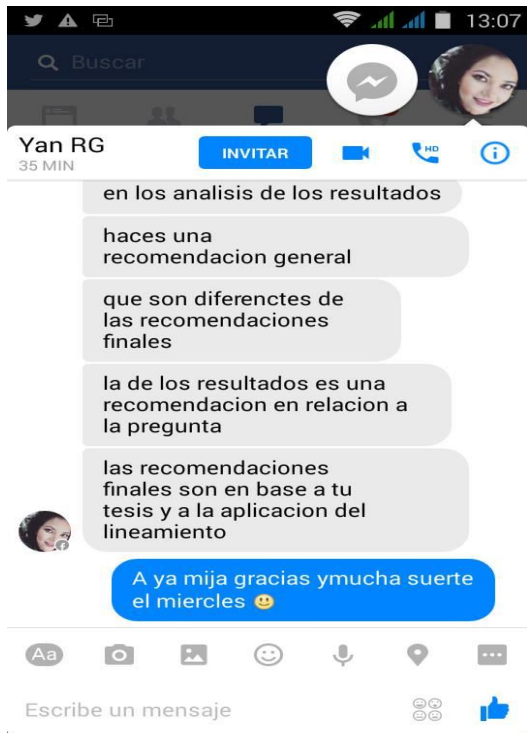 13:07
Buscar
Yan RG
35 MIN
INVITAR
HD
en los analisis de los resultados
haces una
recomendacion general
que son diferenctes de
las recomendaciones
finales
la de los resultados es una
recomendacion en relacion a
la pregunta
las recomendaciones
finales son en base a tu
tesis y a la aplicacion del
lineamiento
A ya mija gracias ymucha suerte
el miercles 😃
Aa
Escribe un mensaje